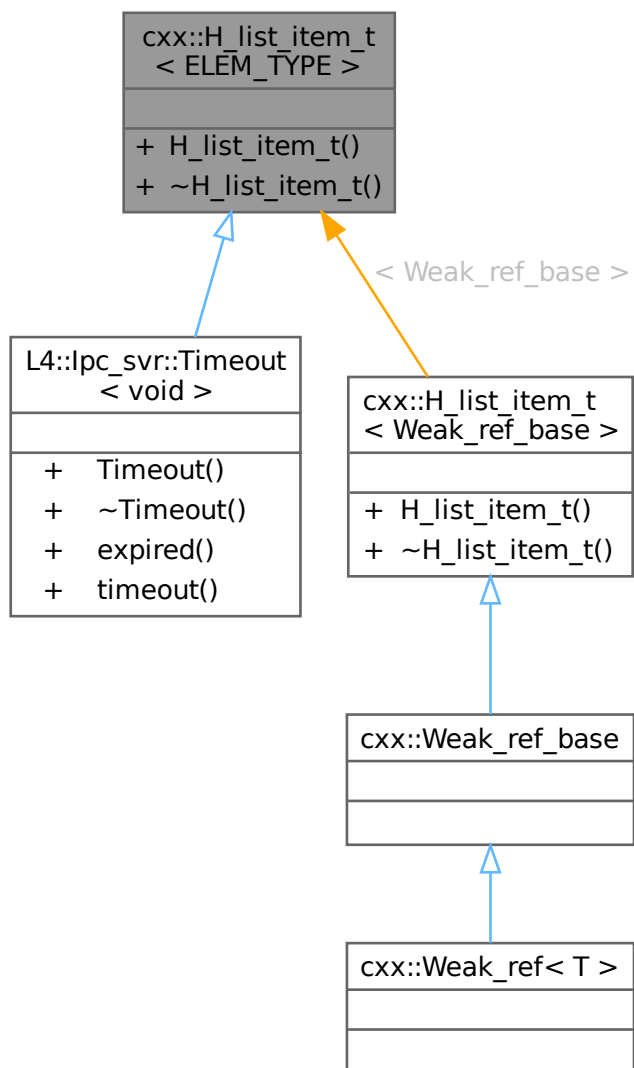 cxx::H_list_item_t
< ELEM_TYPE >
+ H_list_item_t()
+ ~H_list_item_t()
< Weak_ref_base >
L4::Ipc_svr::Timeout
< void >
+ Timeout()
+ ~Timeout()
+ expired()
+ timeout()
cxx::H_list_item_t
< Weak_ref_base >
+ H_list_item_t()
+ ~H_list_item_t()
cxx::Weak_ref_base
cxx::Weak_ref< T >